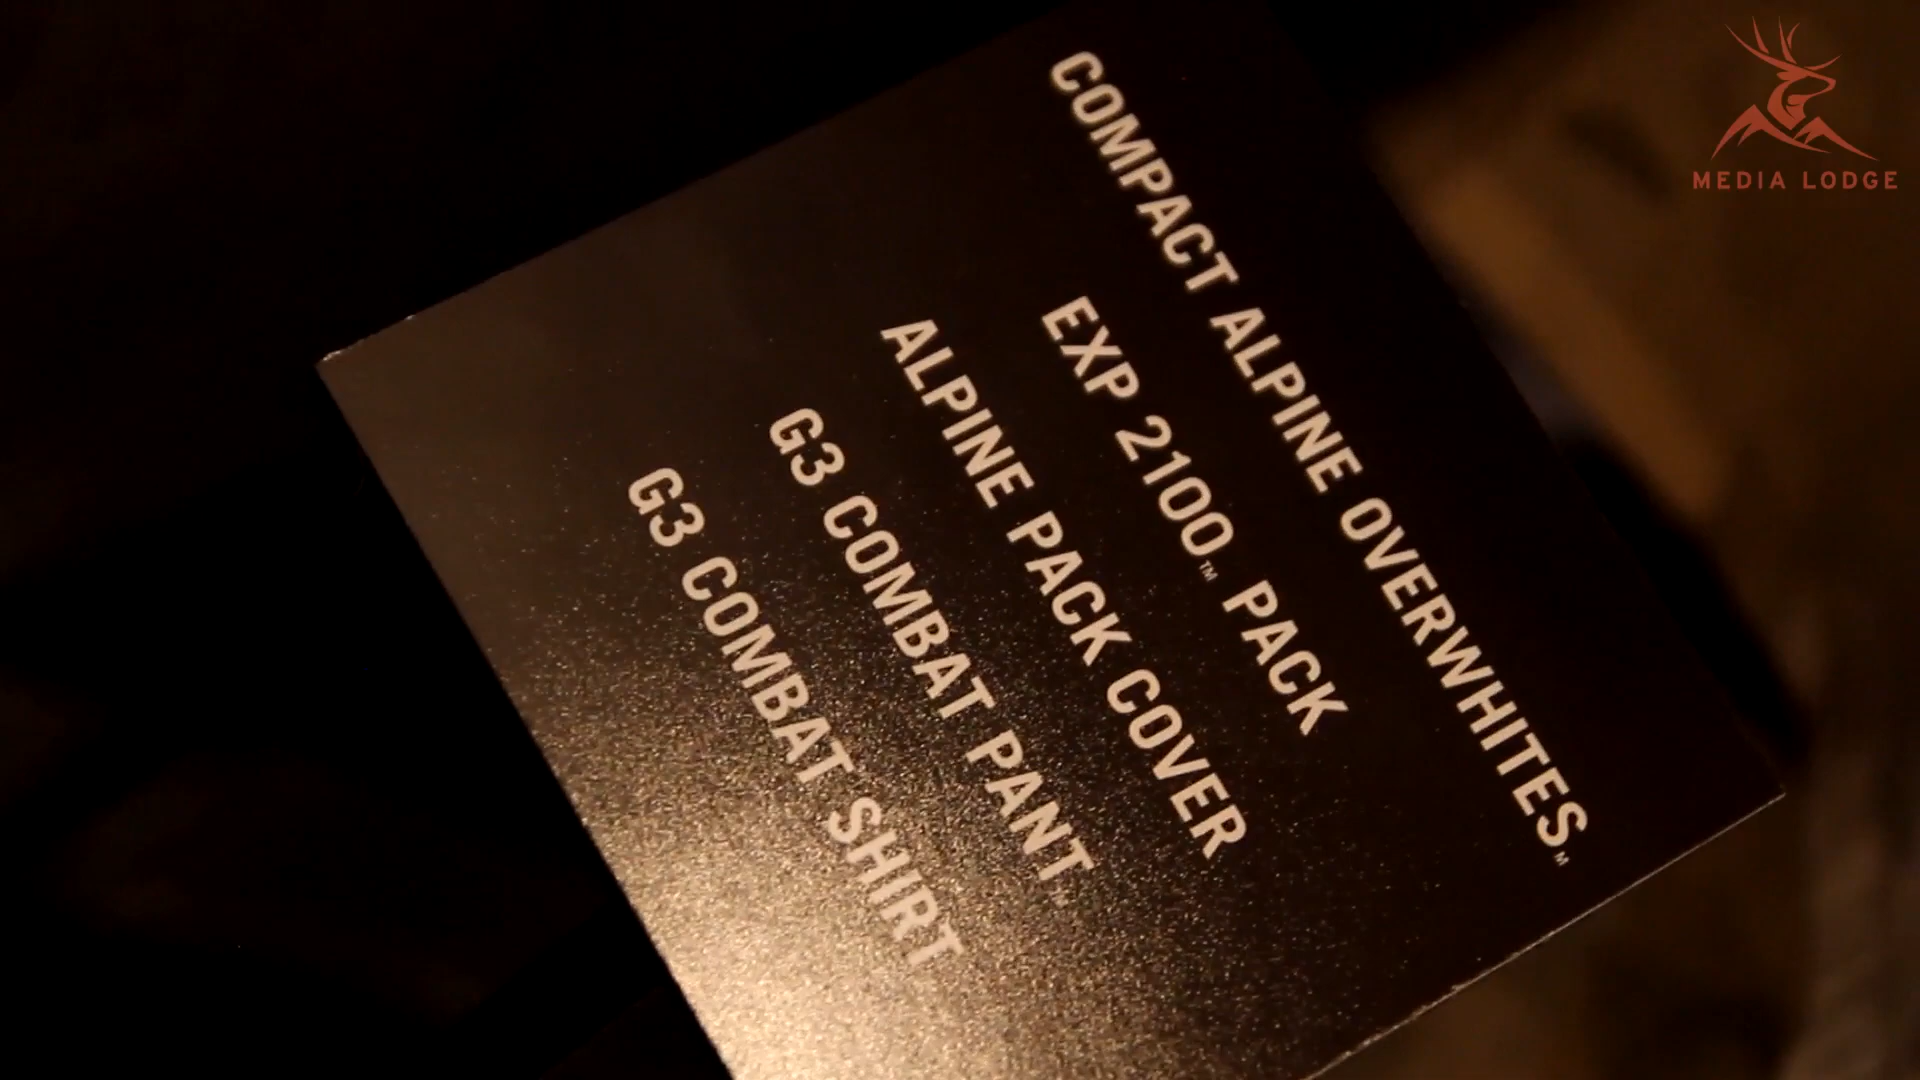 COMPACT ALPINE OVERWHITES™
EXP 2100™ PACK
ALPINE PACK COVER
G3 COMBAT PANT™
G3 COMBAT SHIRT
MEDIA LODGE